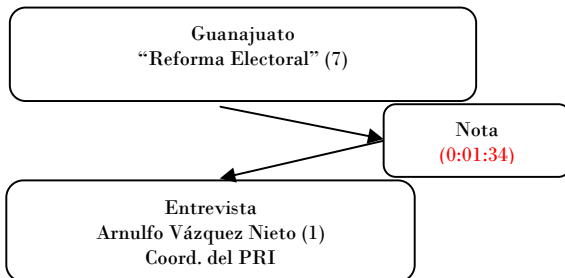 Guanajuato
“Reforma Electoral” (7)
Nota
(0:01:34)
Entrevista
Arnulfo Vázquez Nieto (1)
Coord. del PRI